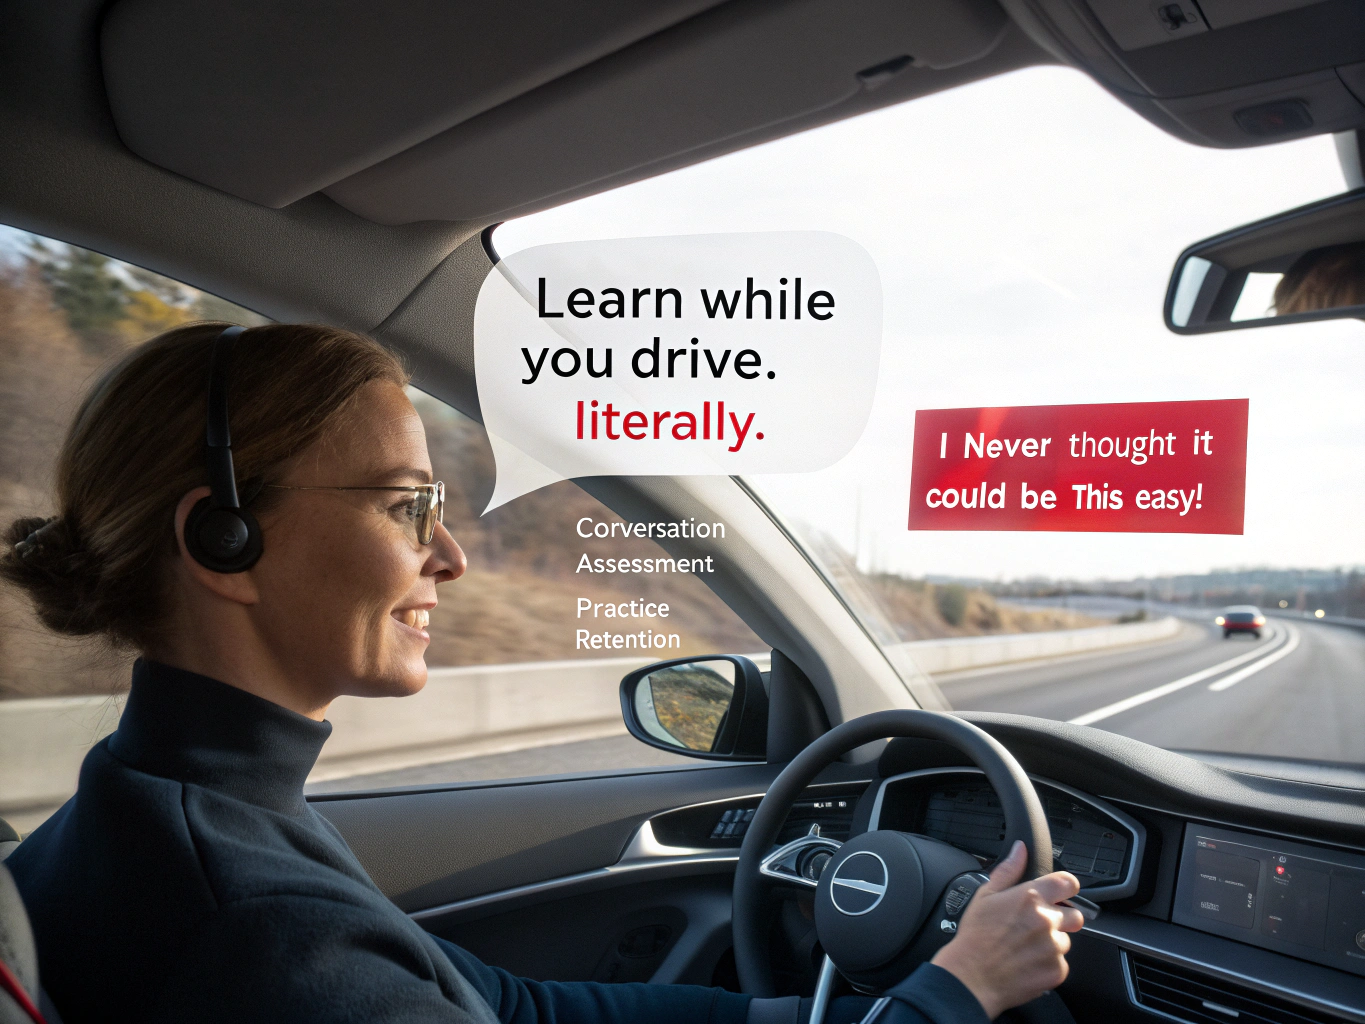 Learn while
you drive.
literally.
I Never thought it
could be This easy!
Corversation
Assessment
Practice
Retention